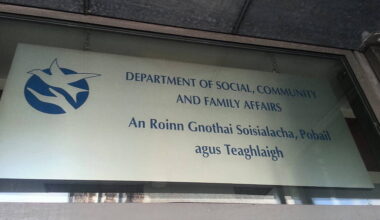 DEPARTMENT OF SOCIAL, COMMUNITY
AND FAMILY AFFAIRS
An Roinn Gnothai Soisialacha, Pobail
agus Teaghlaigh